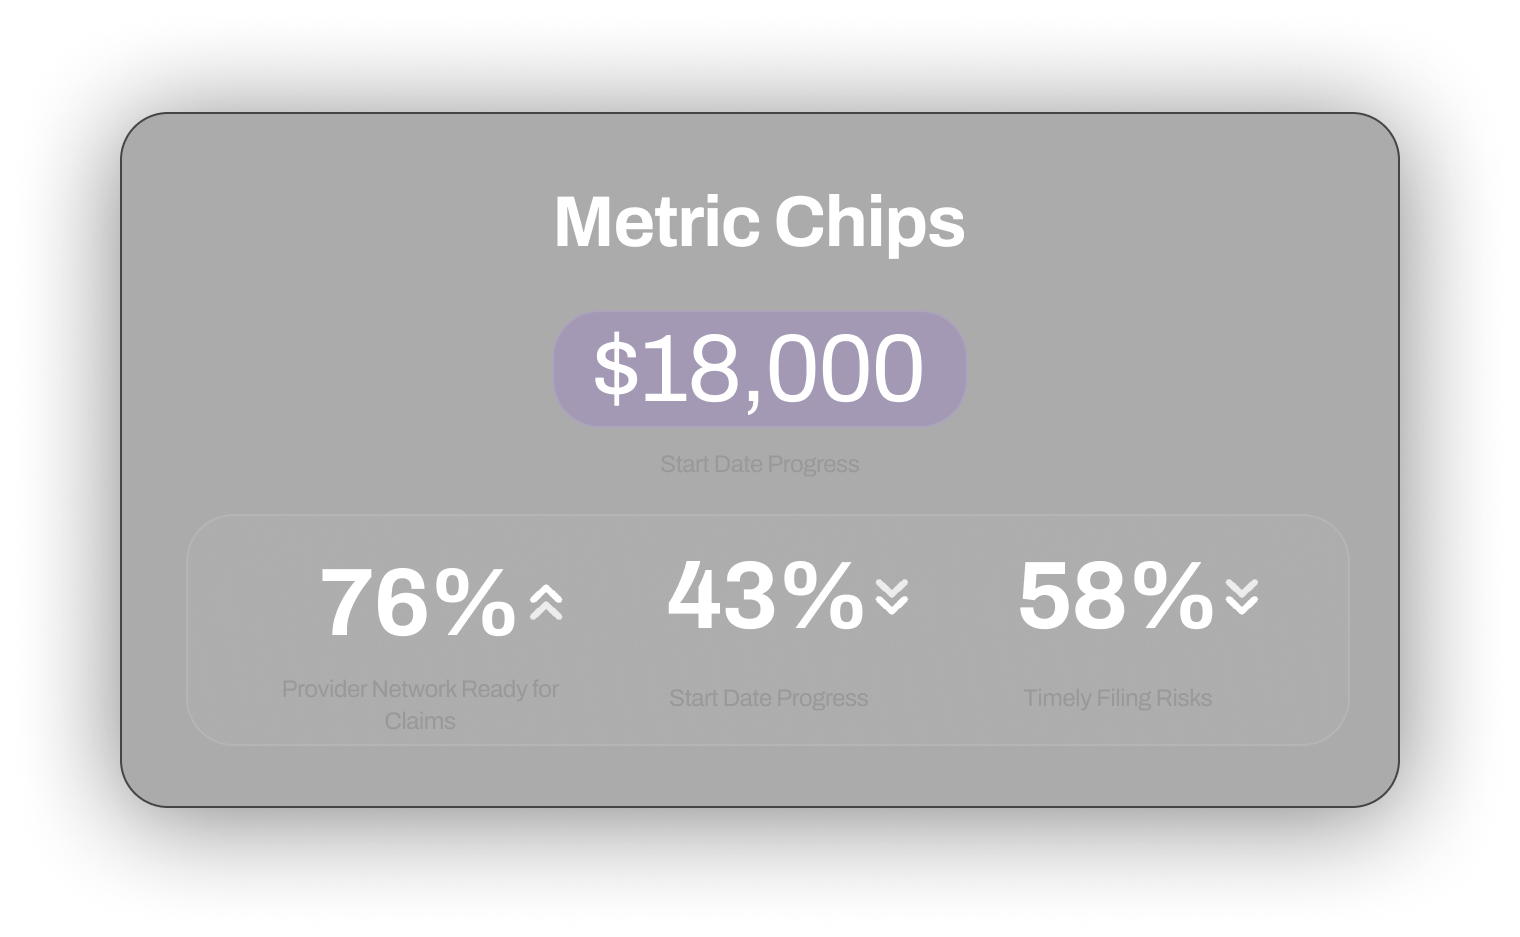 Metric Chips
$18,000
Start Date Progress
76%
43%
58%
Provider Network Ready for
Claims
Start Date Progress
Timely Filing Risks